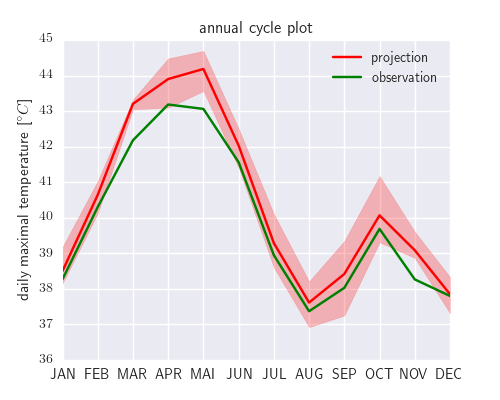 annual cycle plot
daily maximal temperature [°C]
45
44
43
42
41
40
39
38
37
36
projection
observation
JAN FEB MAR APR MAI JUN JUL AUG SEP OCT NOV DEC